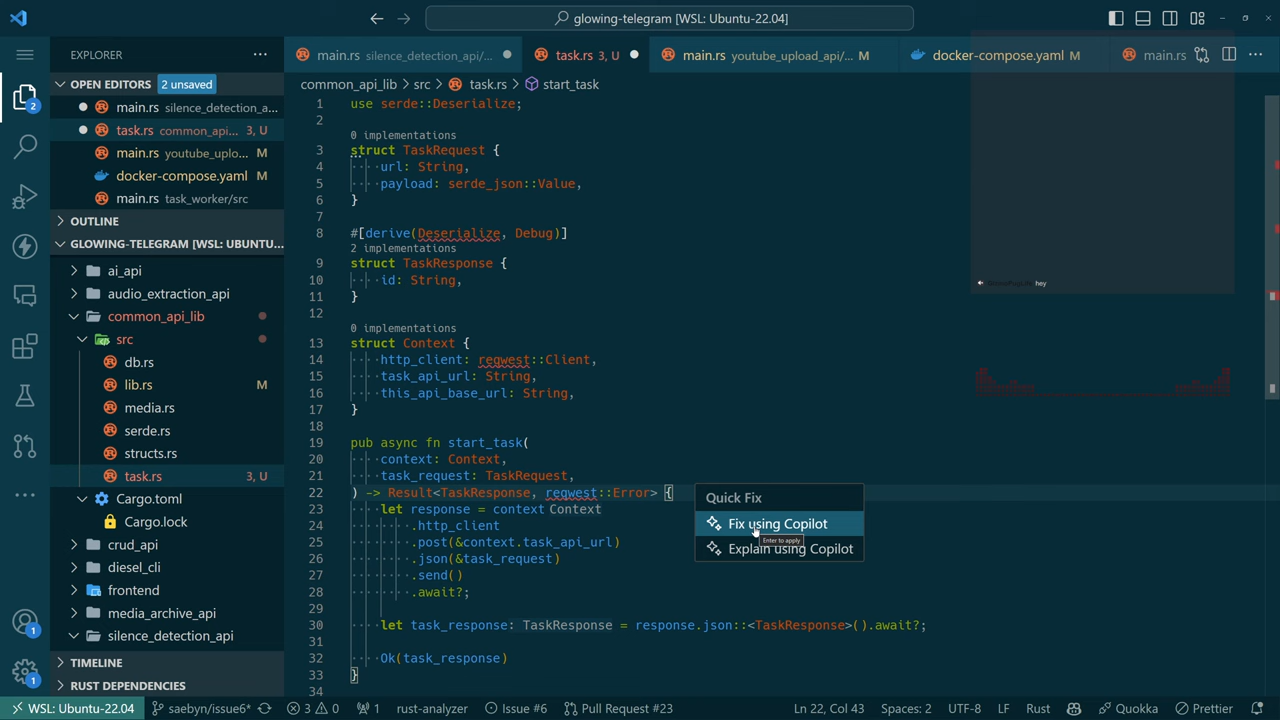 glowing-telegram [WSL: Ubuntu-22.04]
EXPLORER
main.rs silence_detection_api/...
task.rs 3, U
main.rs youtube_upload_api/... M
docker-compose.yaml M
main.rs
OPEN EDITORS 2 unsaved
main.rs silence_detection_a...
task.rs common_api... 3, U
main.rs youtube_uplo... M
docker-compose.yaml M
main.rs task_worker/src
OUTLINE
GLOWING-TELEGRAM [WSL: UBUNTU...
ai_api
audio_extraction_api
common_api_lib
src
db.rs
lib.rs M
media.rs
serde.rs
structs.rs
task.rs 3, U
Cargo.toml
Cargo.lock
crud_api
diesel_cli
frontend
media_archive_api
silence_detection_api
TIMELINE
RUST DEPENDENCIES
2
1
1
common_api_lib > src > task.rs > start_task
1 use serde::Deserialize;
2
0 implementations
3 struct TaskRequest {
4 ····url: String,
5 ····payload: serde_json::Value,
6 }
7
8 #[derive(Deserialize, Debug)]
2 implementations
9 struct TaskResponse {
10 ····id: String,
11 }
12
0 implementations
13 struct Context {
14 ····http_client: reqwest::Client,
15 ····task_api_url: String,
16 ····this_api_base_url: String,
17 }
18
19 pub async fn start_task(
20 ····context: Context,
21 ····task_request: TaskRequest,
22 ) -> Result<TaskResponse, reqwest::Error> {
23 ····let response = context Context
24 ········.http_client
25 ········.post(&context.task_api_url)
26 ········.json(&task_request)
27 ········.send()
28 ········.await?;
29
30 ····let task_response: TaskResponse = response.json::<TaskResponse>().await?;
31
32 ····Ok(task_response)
33 }
34
Quick Fix
Fix using Copilot
Enter to apply
Explain using Copilot
hey
WSL: Ubuntu-22.04
saebyn/issue6*
3
0
1
rust-analyzer
Issue #6
Pull Request #23
Ln 22, Col 43
Spaces: 2
UTF-8
LF
Rust
Quokka
Prettier